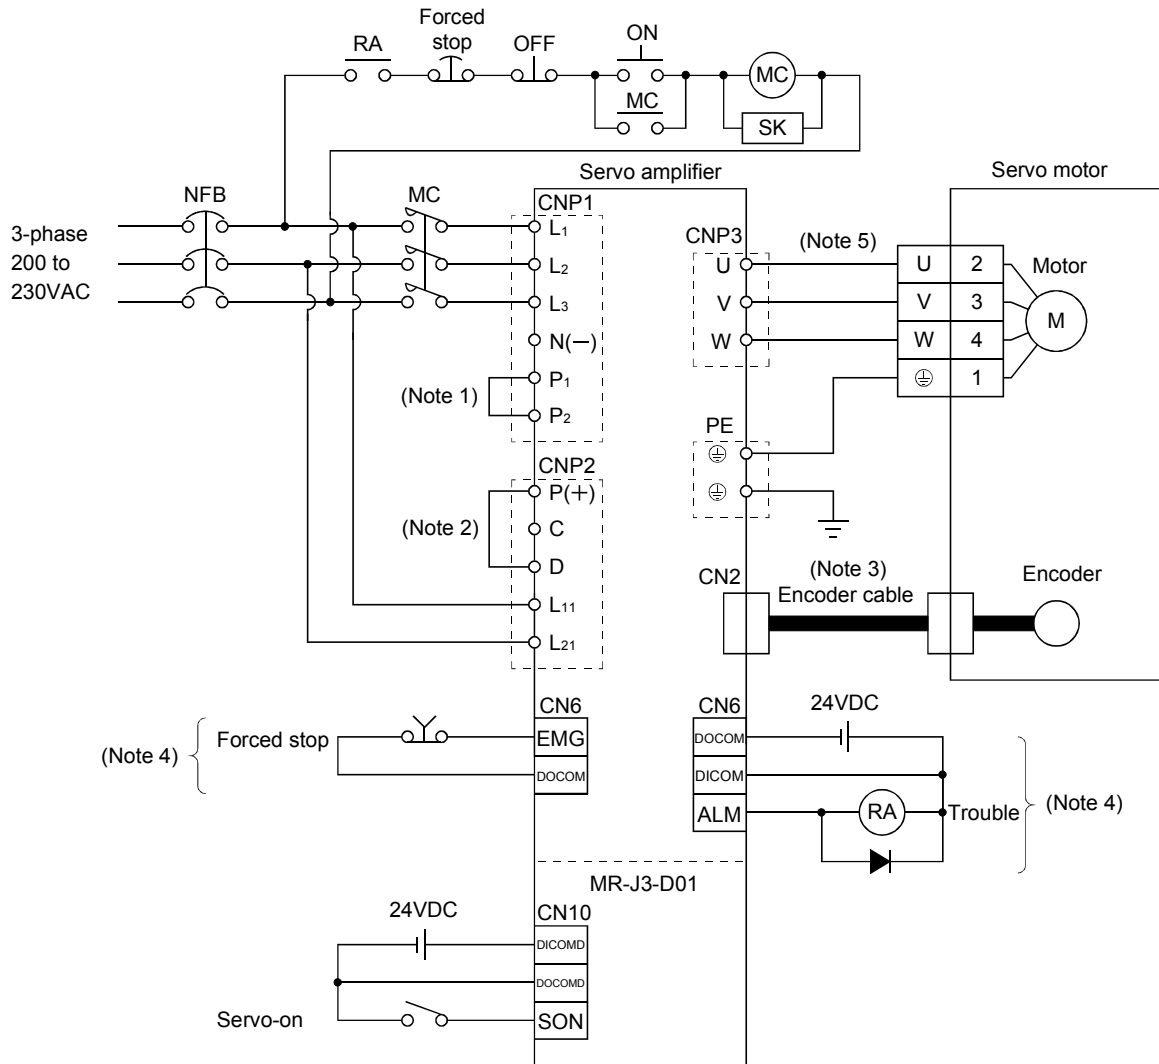 Forced
stop
RA
OFF
ON
MC
MC
SK
Servo amplifier
Servo motor
NFB
MC
CNP1
3-phase
200 to
230VAC
L1
L2
L3
N(—)
P1
(Note 1)
P2
CNP3
U
V
W
(Note 5)
U 2
V 3
W 4
1
Motor
M
PE
CNP2
P(+)
(Note 2)
C
D
L11
L21
CN2
(Note 3)
Encoder cable
Encoder
CN6
(Note 4)
Forced stop
EMG
DOCOM
CN6
24VDC
DOCOM
DICOM
ALM
RA
Trouble
(Note 4)
MR-J3-D01
24VDC
CN10
DICOMD
DOCOMD
Servo-on
SON